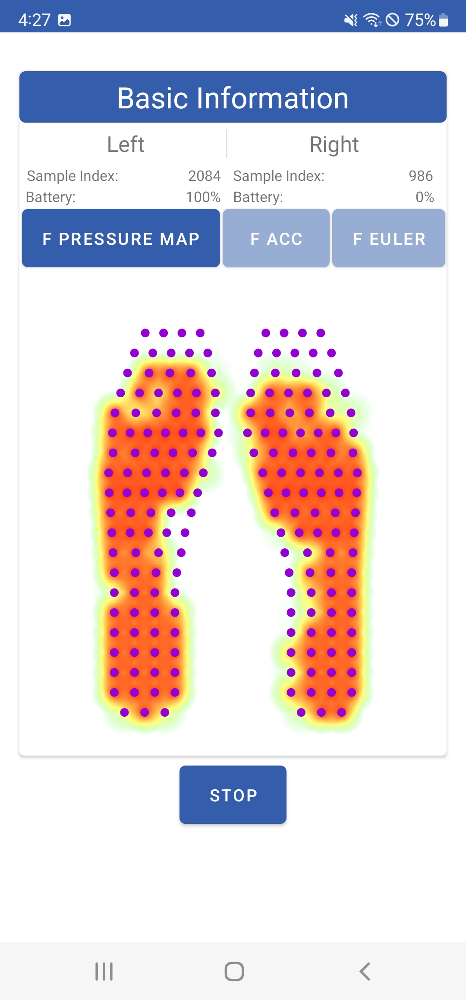 4:27 75%
Basic Information
Left Right
Sample Index: 2084 Sample Index: 986
Battery: 100% Battery: 0%
F PRESSURE MAP F ACC F EULER
STOP